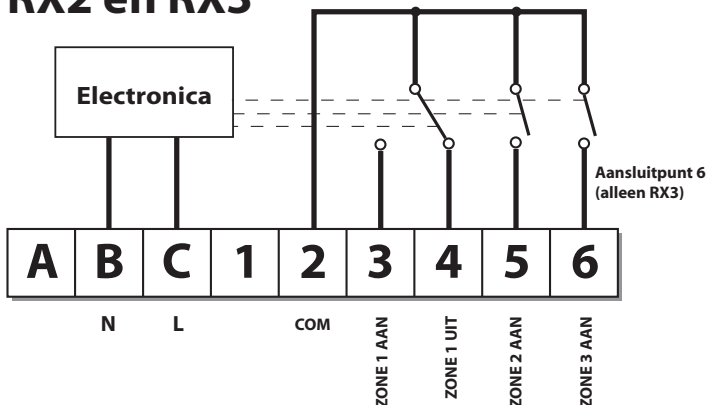 RX2 en RX3
Electronica
Aansluitpunt 6
(alleen RX3)
A B C 1 2 3 4 5 6
N L COM ZONE 1 AAN ZONE 1 UIT ZONE 2 AAN ZONE 3 AAN